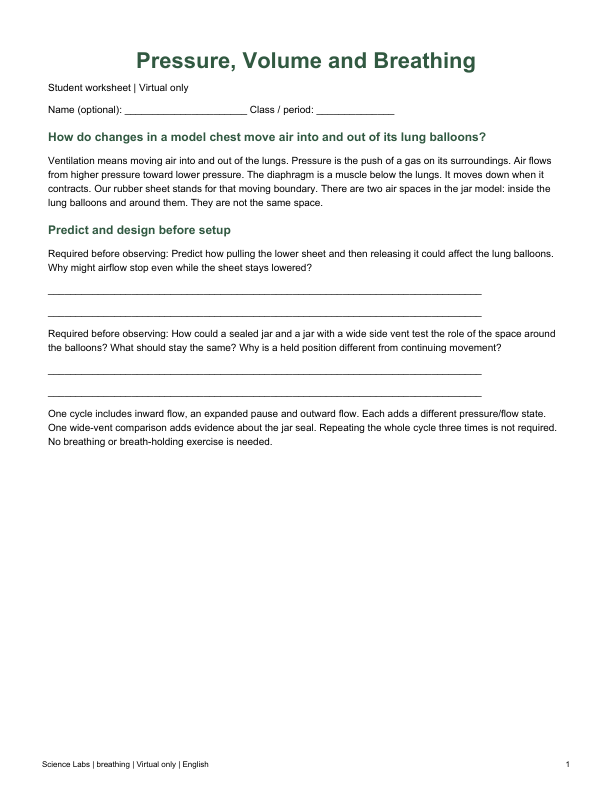 Pressure, Volume and Breathing
Student worksheet | Virtual only
Name (optional): ______________________ Class / period: ______________
How do changes in a model chest move air into and out of its lung balloons?
Ventilation means moving air into and out of the lungs. Pressure is the push of a gas on its surroundings. Air flows
from higher pressure toward lower pressure. The diaphragm is a muscle below the lungs. It moves down when it
contracts. Our rubber sheet stands for that moving boundary. There are two air spaces in the jar model: inside the
lung balloons and around them. They are not the same space.
Predict and design before setup
Required before observing: Predict how pulling the lower sheet and then releasing it could affect the lung balloons.
Why might airflow stop even while the sheet stays lowered?
______________________________________________________________________________
______________________________________________________________________________
Required before observing: How could a sealed jar and a jar with a wide side vent test the role of the space around
the balloons? What should stay the same? Why is a held position different from continuing movement?
______________________________________________________________________________
______________________________________________________________________________
One cycle includes inward flow, an expanded pause and outward flow. Each adds a different pressure/flow state.
One wide-vent comparison adds evidence about the jar seal. Repeating the whole cycle three times is not required.
No breathing or breath-holding exercise is needed.
Science Labs | breathing | Virtual only | English
1